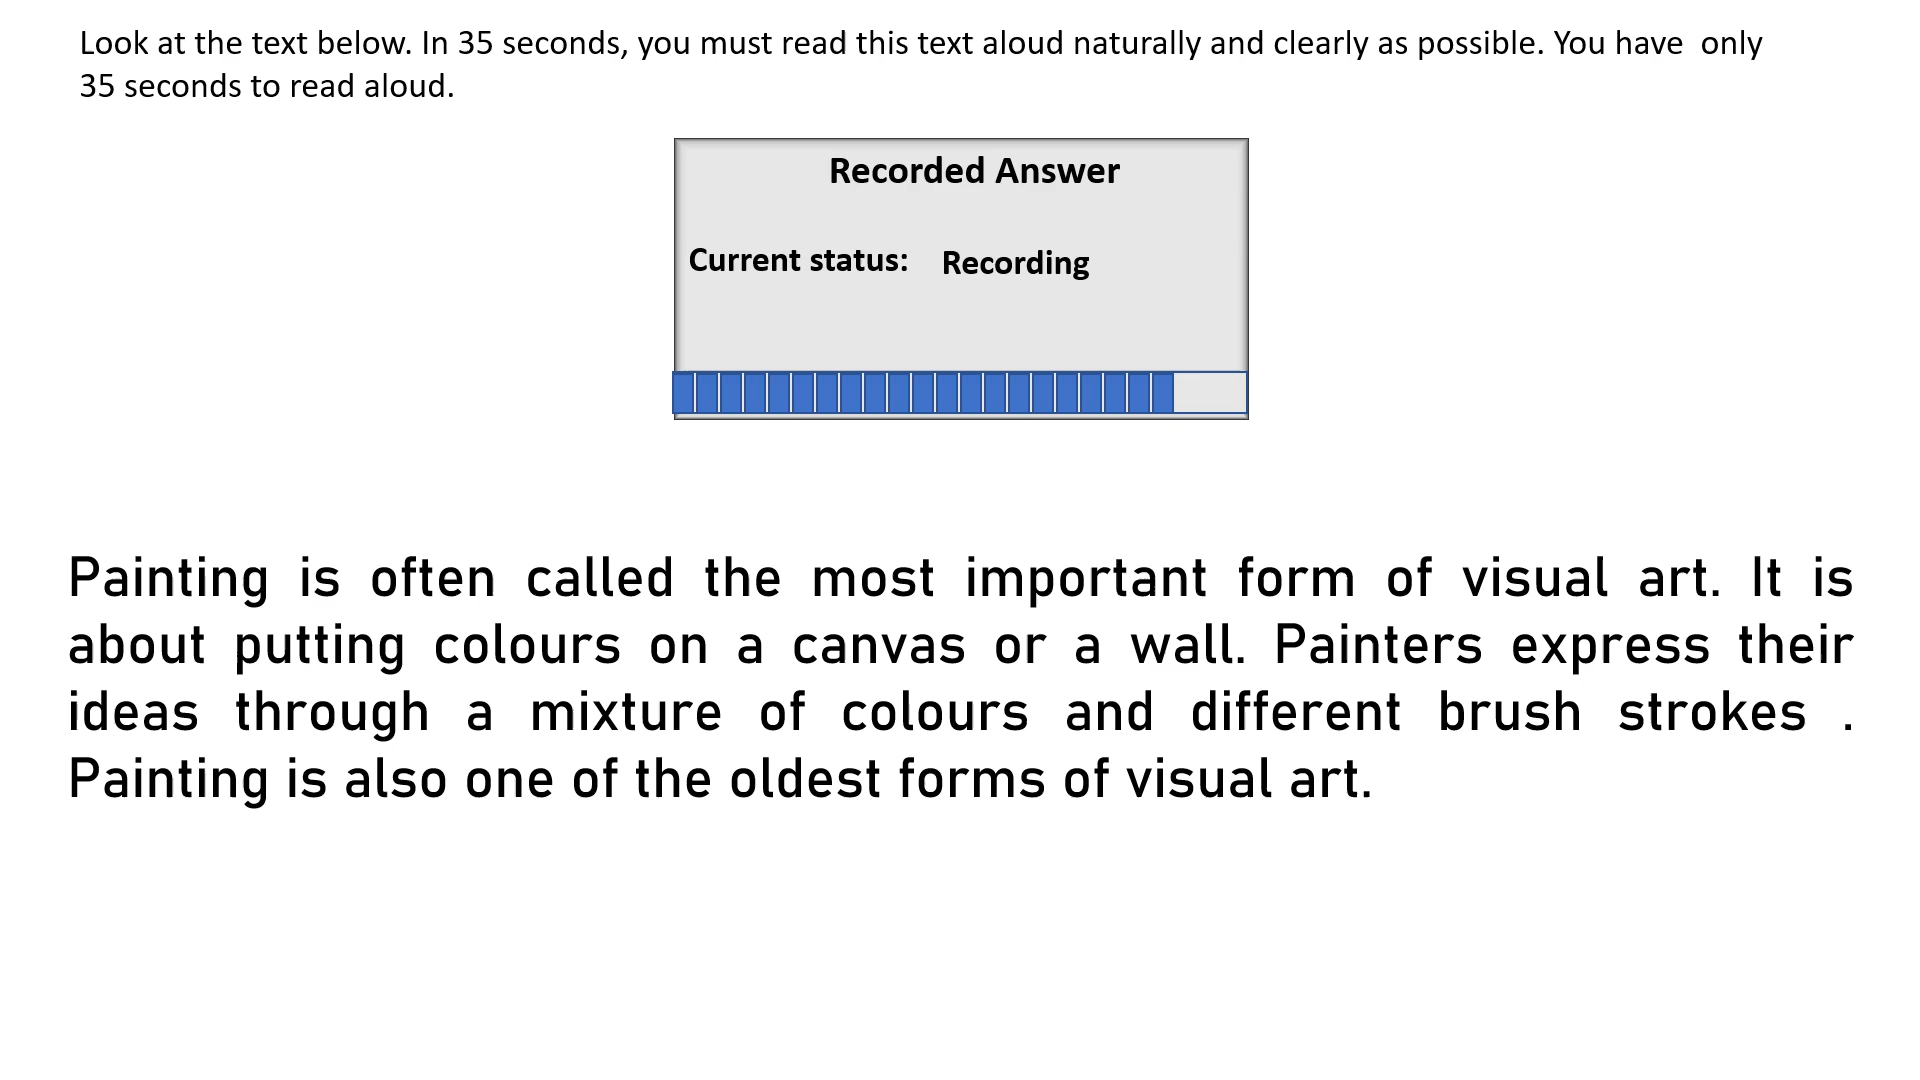 Look at the text below. In 35 seconds, you must read this text aloud naturally and clearly as possible. You have  only
35 seconds to read aloud.
Recorded Answer
Current status: Recording
Painting is often called the most important form of visual art. It is
about putting colours on a canvas or a wall. Painters express their
ideas through a mixture of colours and different brush strokes .
Painting is also one of the oldest forms of visual art.